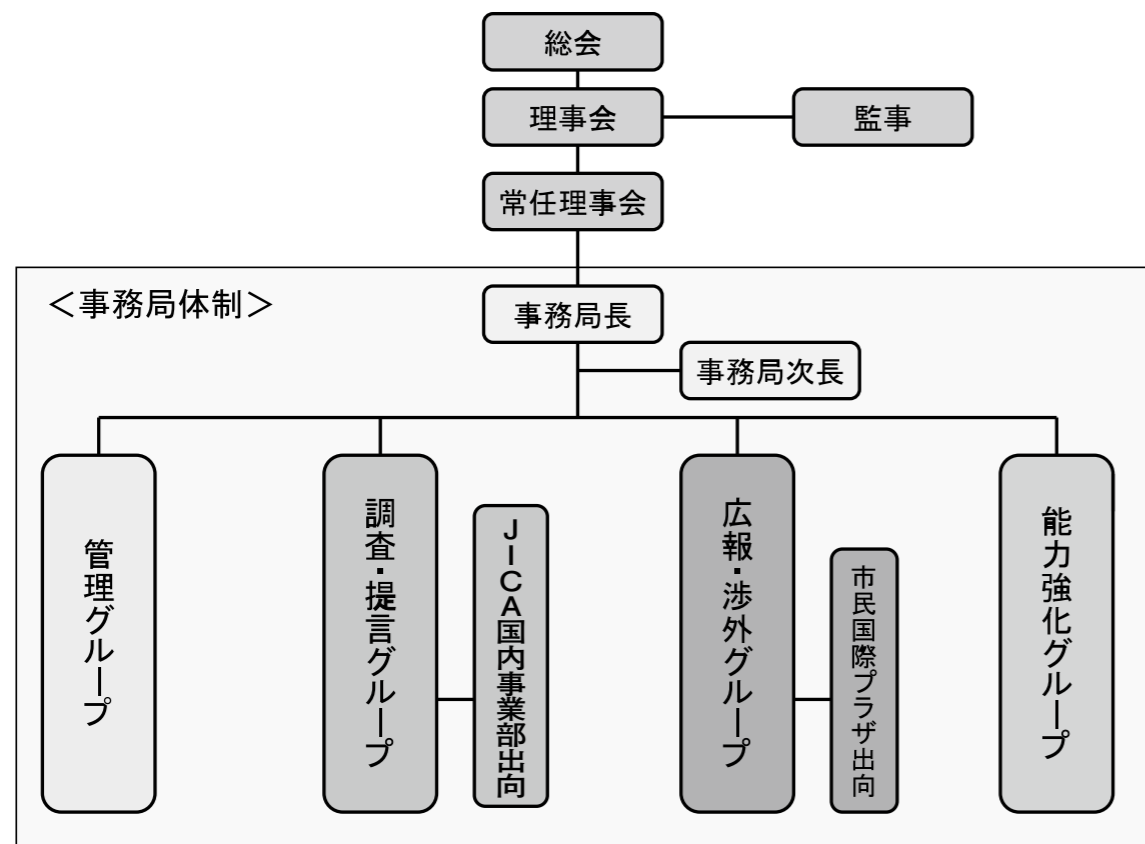 総会
理事会
監事
常任理事会
＜事務局体制＞
事務局長
事務局次長
管理グループ
調査・提言グループ
JICA国内事業部出向
広報・渉外グループ
市民国際プラザ出向
能力強化グループ